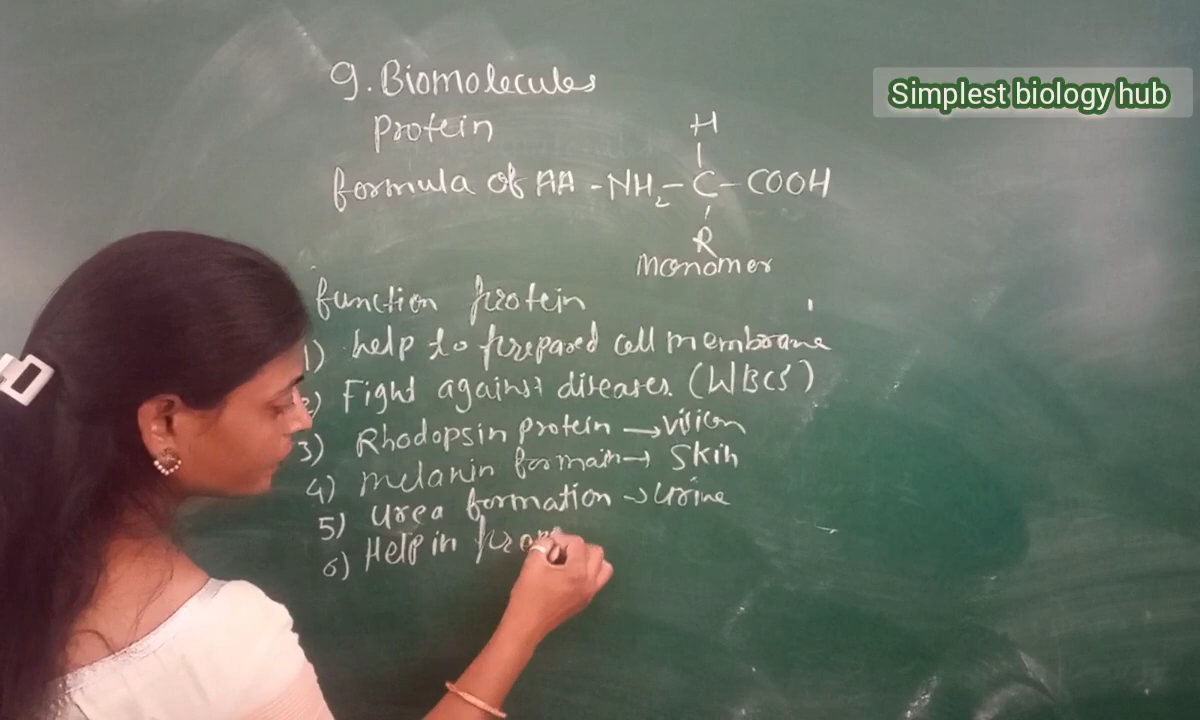 Simplest biology hub
9. Biomolecules
Protein
formula of AA - NH₂ - C - COOH
H
R
Monomer
function protein
1) help to prepared cell membrane
2) Fight against diseases. (WBCS)
3) Rhodopsin protein → vision
4) Melanin → Skin
5) Urea formation → Urine
6) Help in